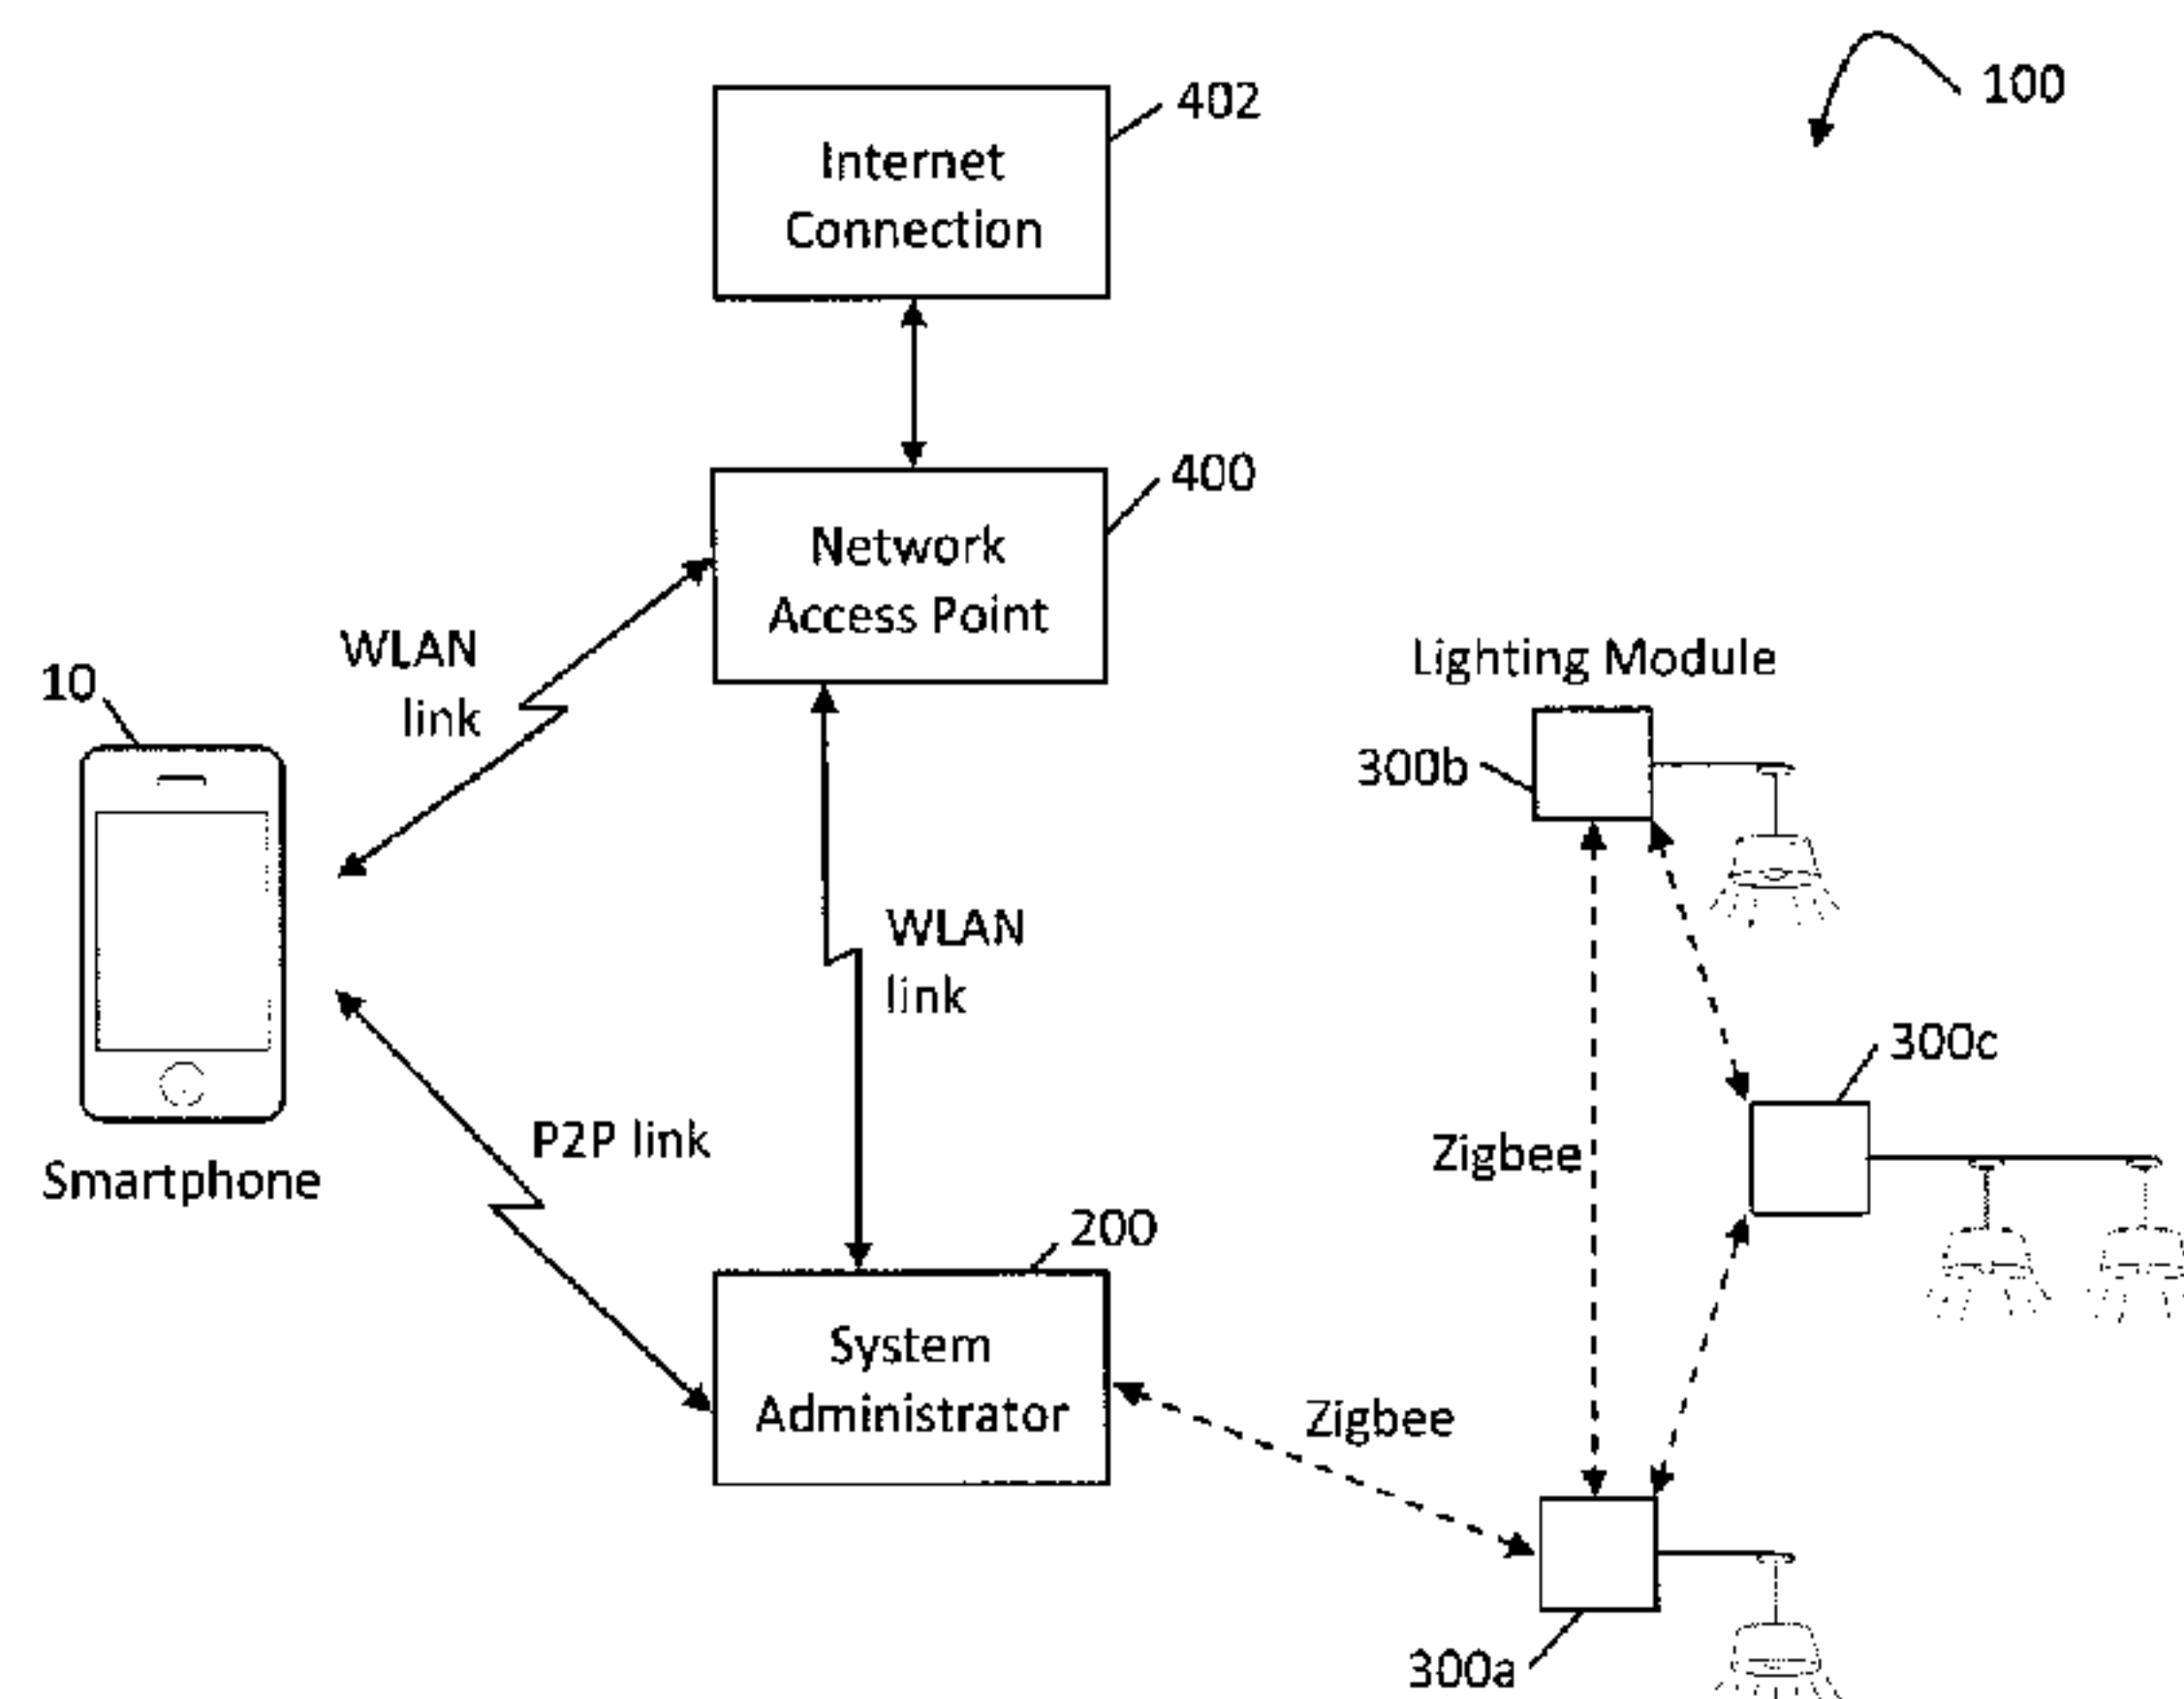 100
402
Internet
Connection
400
Network
Access Point
WLAN
link
10
Lighting Module
300b
WLAN
link
300c
P2P link
Zigbee
Smartphone
200
System
Administrator
Zigbee
300a